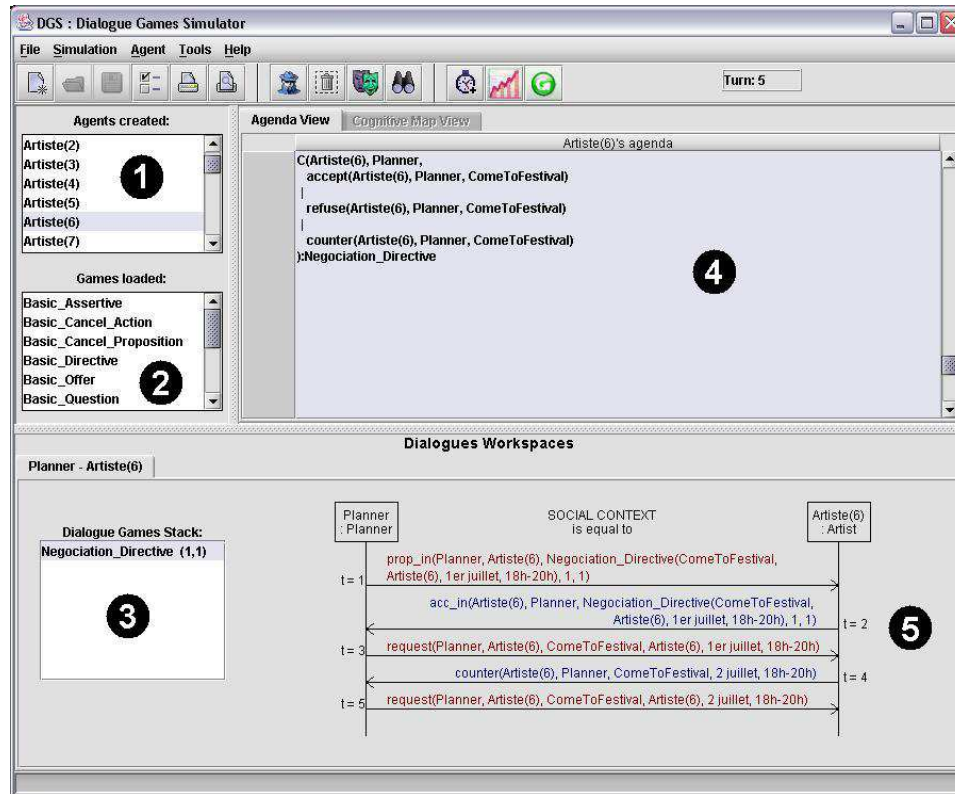 DGS : Dialogue Games Simulator
File Simulation Agent Tools Help
Turn: 5
Agents created:
Artiste(2)
Artiste(3)
Artiste(4)
Artiste(5)
Artiste(6)
Artiste(7)
1
Games loaded:
Basic_Assertive
Basic_Cancel_Action
Basic_Cancel_Proposition
Basic_Directive
Basic_Offer
Basic_Question
2
Agenda View Cognitive Map View
Artiste(6)'s agenda
C(Artiste(6), Planner,
accept(Artiste(6), Planner, ComeToFestival)
|
refuse(Artiste(6), Planner, ComeToFestival)
|
counter(Artiste(6), Planner, ComeToFestival)
):Negociation_Directive
4
Dialogues Workspaces
Planner - Artiste(6)
Dialogue Games Stack:
Negociation_Directive (1,1)
3
Planner
: Planner
SOCIAL CONTEXT
is equal to
Artiste(6)
: Artist
prop_in(Planner, Artiste(6), Negociation_Directive(ComeToFestival,
Artiste(6), 1er juillet, 18h-20h), 1, 1)
t = 1
acc_in(Artiste(6), Planner, Negociation_Directive(ComeToFestival,
Artiste(6), 1er juillet, 18h-20h), 1, 1)
t = 2
t = 3 request(Planner, Artiste(6), ComeToFestival, Artiste(6), 1er juillet, 18h-20h)
counter(Artiste(6), Planner, ComeToFestival, 2 juillet, 18h-20h)
t = 4
t = 5 request(Planner, Artiste(6), ComeToFestival, Artiste(6), 2 juillet, 18h-20h)
5